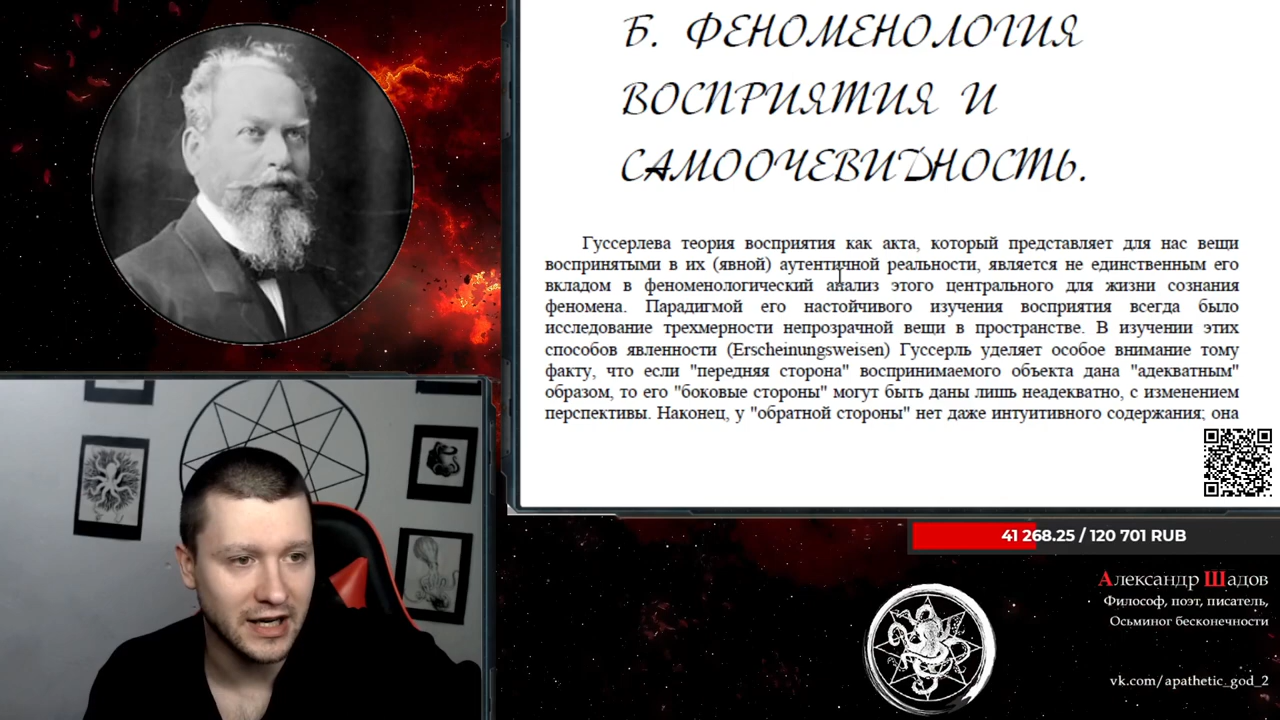 Б. ФЕНОМЕНОЛОГИЯ
ВОСПРИЯТИЯ И
САМООЧЕВИДНОСТЬ.
Гуссерлева теория восприятия как акта, который представляет для нас вещи
воспринятыми в их (явной) аутентичной реальности, является не единственным его
вкладом в феноменологический анализ этого центрального для жизни сознания
феномена. Парадигмой его настойчивого изучения восприятия всегда было
исследование трехмерности непрозрачной вещи в пространстве. В изучении этих
способов явленности (Erscheinungsweisen) Гуссерль уделяет особое внимание тому
факту, что если "передняя сторона" воспринимаемого объекта дана "адекватным"
образом, то его "боковые стороны" могут быть даны лишь неадекватно, с изменением
перспективы. Наконец, у "обратной стороны" нет даже интуитивного содержания; она
41 268.25 / 120 701 RUB
Александр Шадов
Философ, поэт, писатель,
Осьминог бесконечности
vk.com/apathetic_god_2